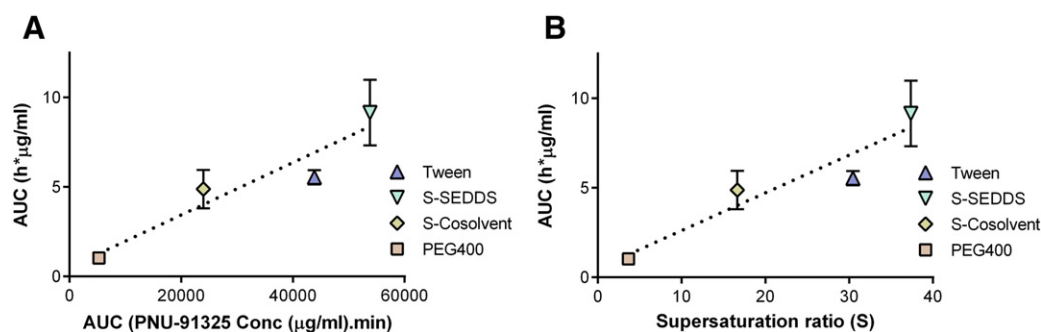 A
B
AUC (h*μg/ml)
10
5
0
0 20000 40000 60000
AUC (PNU-91325 Conc (μg/ml).min)
Tween
S-SEDDS
S-Cosolvent
PEG400
AUC (h*μg/ml)
10
5
0
0 10 20 30 40
Supersaturation ratio (S)
Tween
S-SEDDS
S-Cosolvent
PEG400